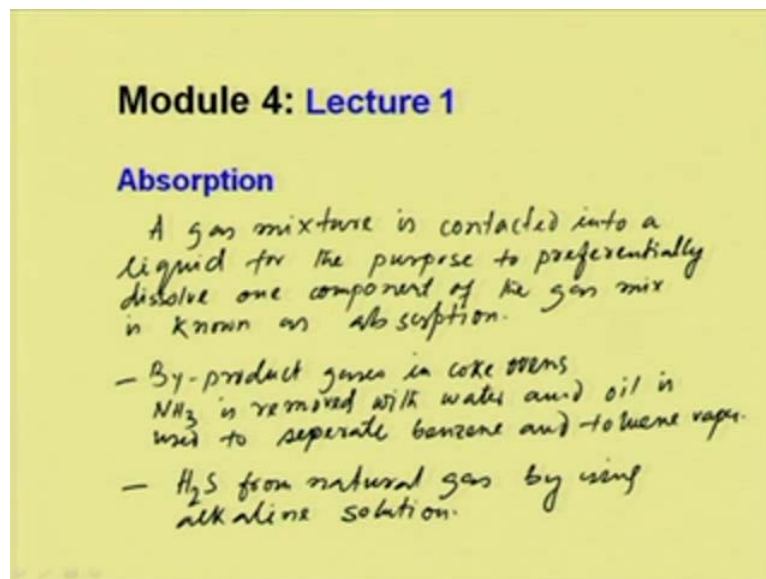 Module 4: Lecture 1
Absorption
A gas mixture is contacted into a
liquid for the purpose to preferentially
dissolve one component of the gas mix
is known as absorption.
– By-product gases in coke ovens
NH3 is removed with water and oil is
used to seperate benzene and toluene vapor.
– H2S from natural gas by using
alkaline solution.